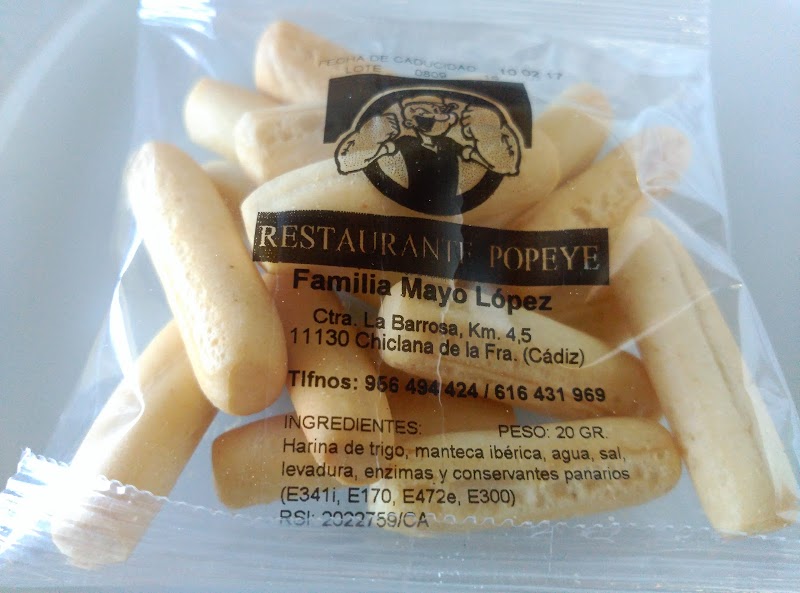 FECHA DE CADUCIDAD 10 02 17
LOTE 0809 16
RESTAURANTE POPEYE
Familia Mayo López
Ctra. La Barrosa, Km. 4,5
11130 Chiclana de la Fra. (Cádiz)
Tlfnos: 956 494 424 / 616 431 969
INGREDIENTES: PESO: 20 GR.
Harina de trigo, manteca ibérica, agua, sal,
levadura, enzimas y conservantes panarios
(E341i, E170, E472e, E300)
RSI: 2022759/CA